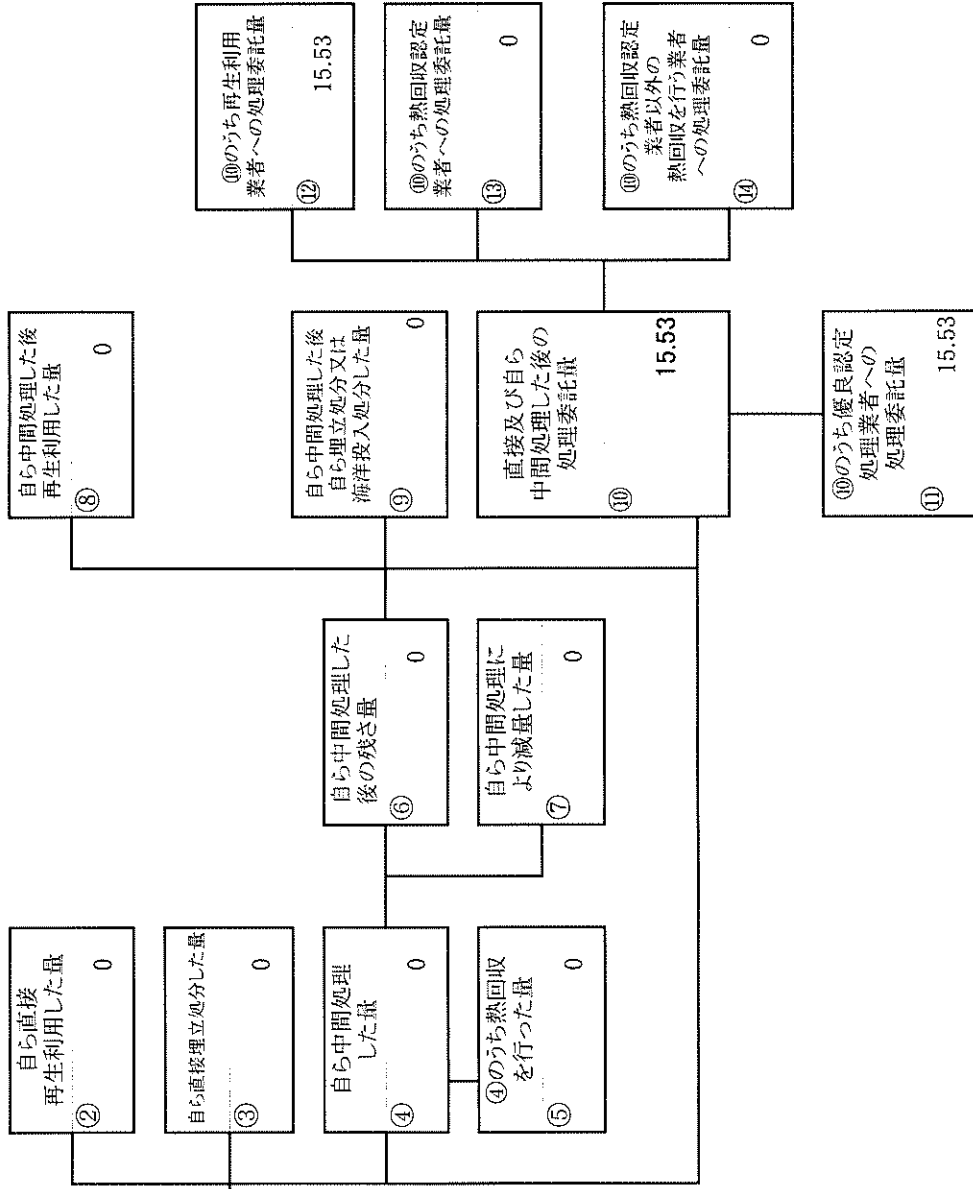 自ら直接
再生利用した量
②
0
自ら直接埋立処分した量
③
0
自ら中間処理
した量
④
0
④のうち熱回収
を行った量
⑤
0
自ら中間処理した
後の残さ量
⑥
0
自ら中間処理に
より減量した量
⑦
0
自ら中間処理した後
再生利用した量
⑧
0
自ら中間処理した後
自ら埋立処分又は
海洋投入処分した量
⑨
0
直接及び自ら
中間処理した後の
処理委託量
⑩
15.53
⑩のうち優良認定
処理業者への
処理委託量
⑪
15.53
⑩のうち再生利用
業者への処理委託量
⑫
15.53
⑩のうち熱回収認定
業者への処理委託量
⑬
0
⑩のうち熱回収認定
業者以外の
熱回収を行う業者
への処理委託量
⑭
0